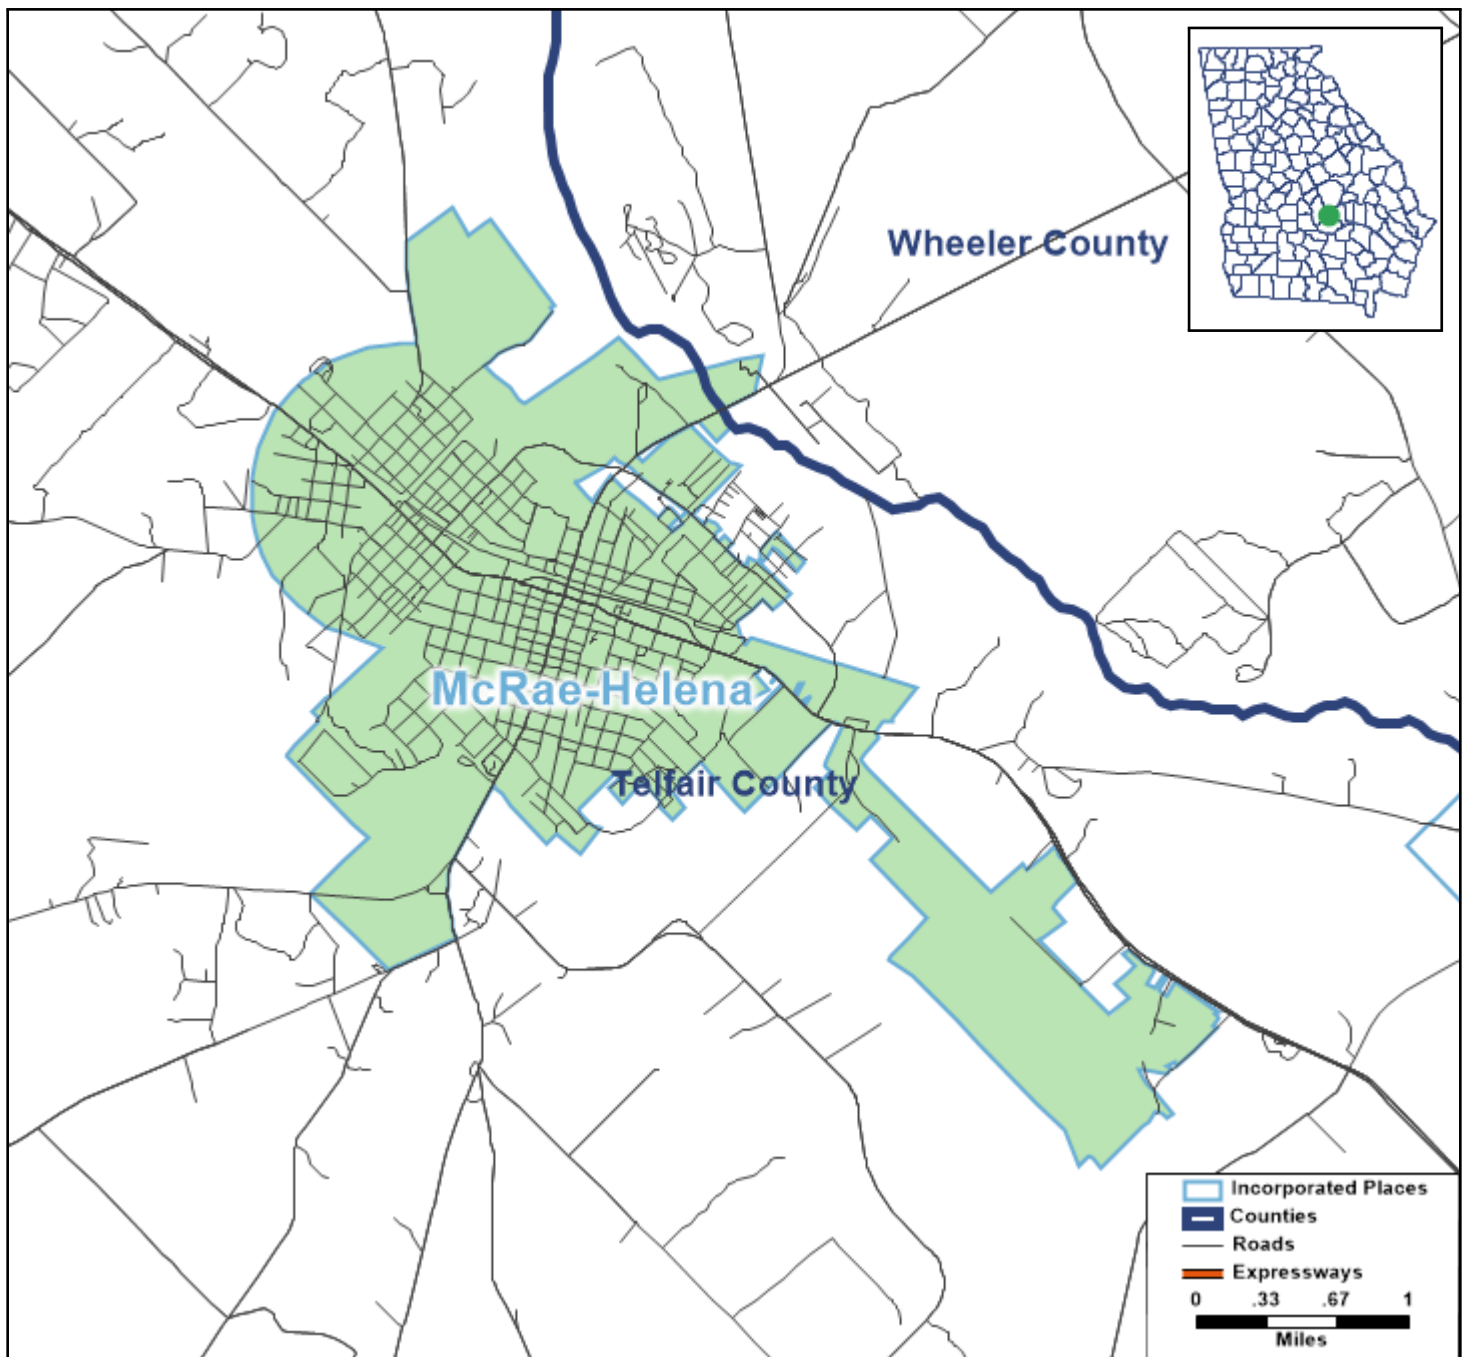 Wheeler County
McRae-Helena
Telfair County
Incorporated Places
Counties
Roads
Expressways
0 .33 .67 1
Miles